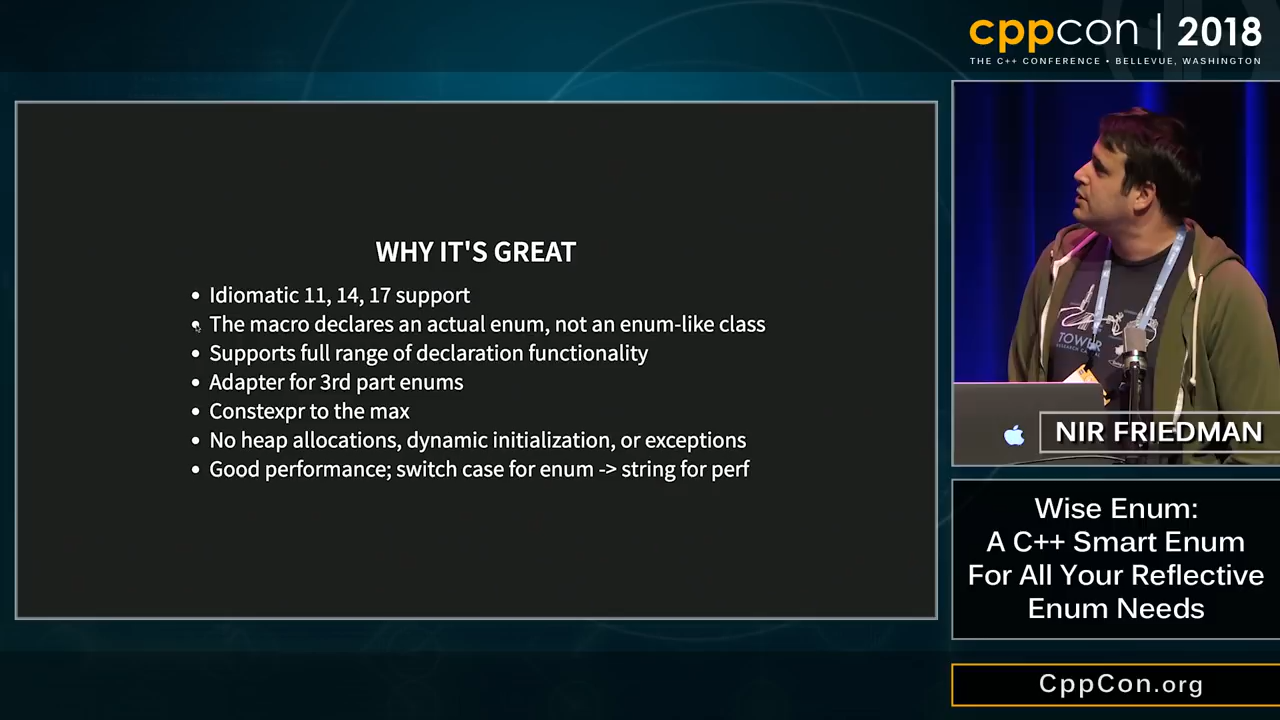 cppcon | 2018
THE C++ CONFERENCE • BELLEVUE, WASHINGTON
WHY IT'S GREAT
• Idiomatic 11, 14, 17 support
• The macro declares an actual enum, not an enum-like class
• Supports full range of declaration functionality
• Adapter for 3rd part enums
• Constexpr to the max
• No heap allocations, dynamic initialization, or exceptions
• Good performance; switch case for enum -> string for perf
TOWER
NIR FRIEDMAN
Wise Enum:
A C++ Smart Enum
For All Your Reflective
Enum Needs
CppCon.org